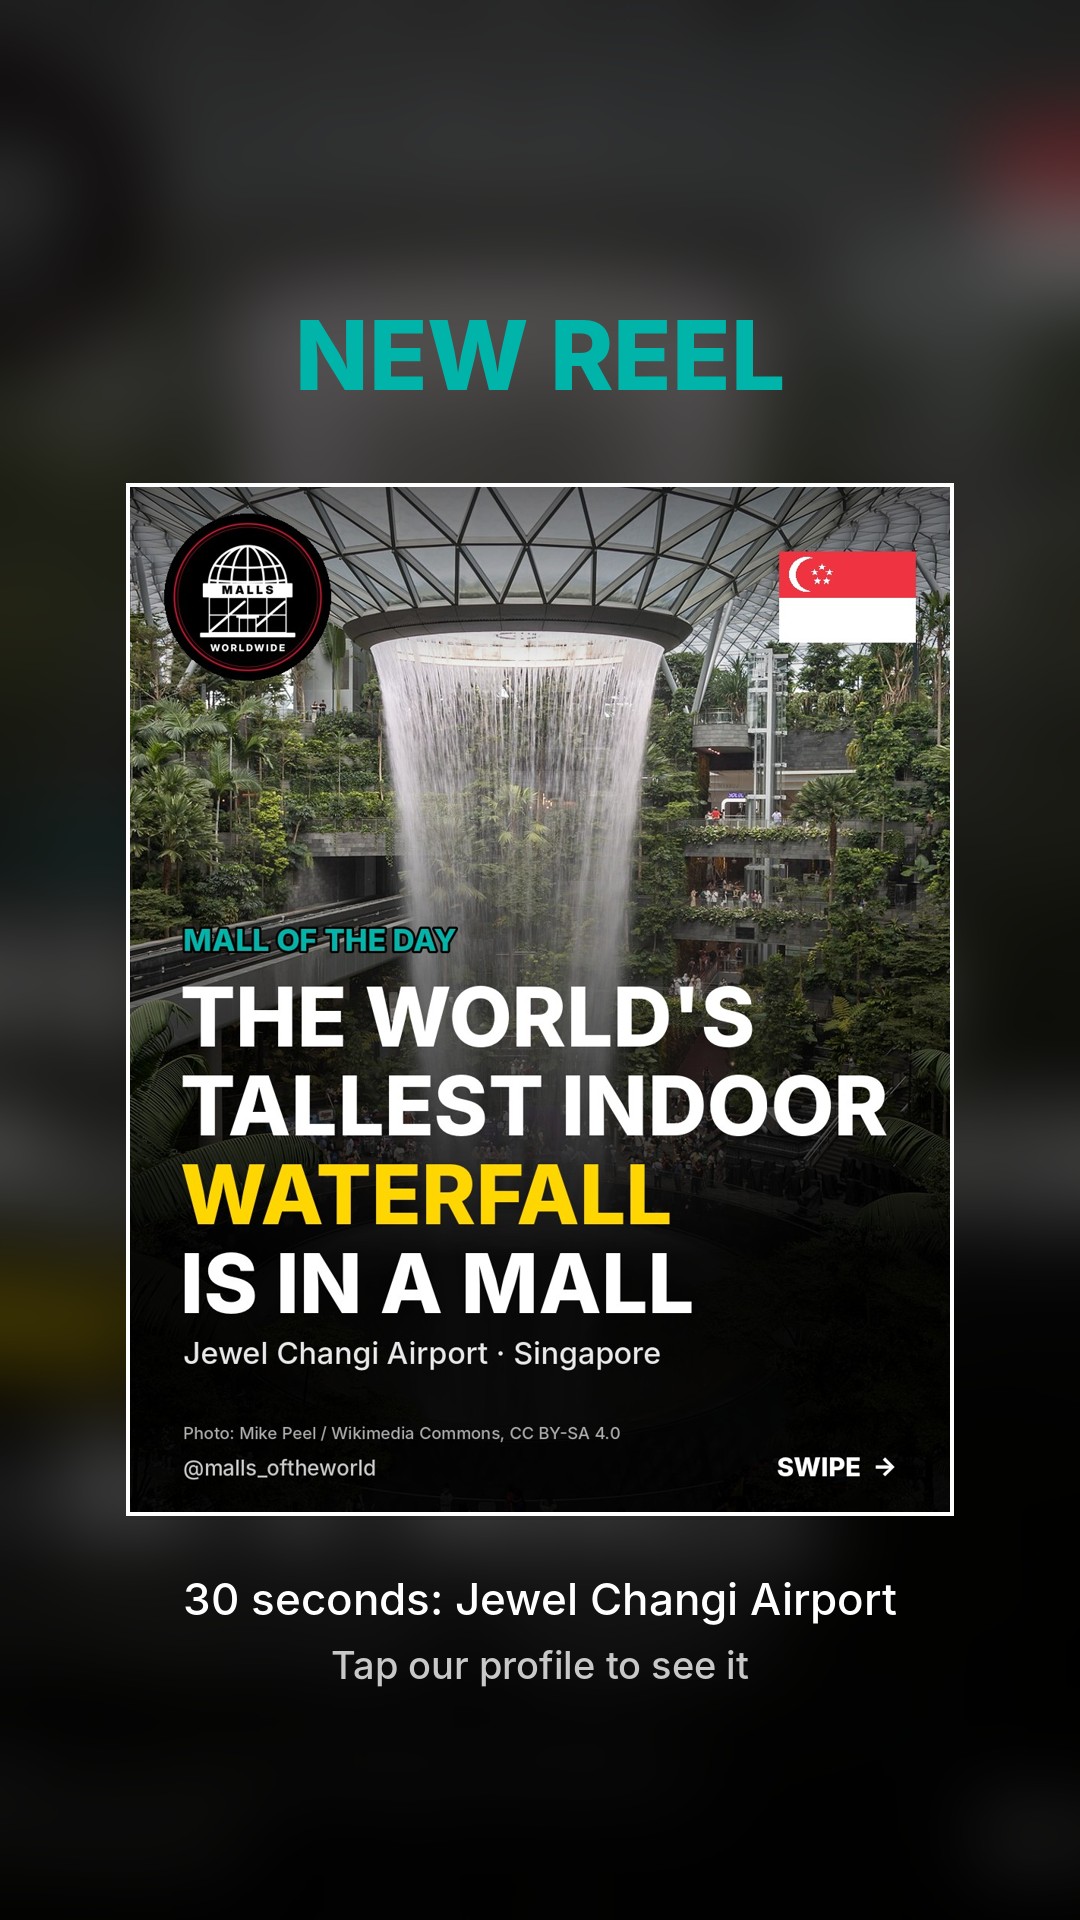 NEW REEL
MALLS
WORLDWIDE
MALL OF THE DAY
THE WORLD'S
TALLEST INDOOR
WATERFALL
IS IN A MALL
Jewel Changi Airport · Singapore
Photo: Mike Peel / Wikimedia Commons, CC BY-SA 4.0
@malls_oftheworld
SWIPE →
30 seconds: Jewel Changi Airport
Tap our profile to see it